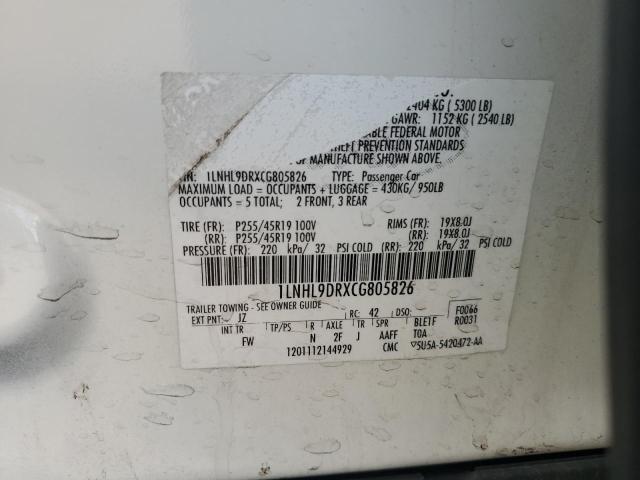 2404 KG ( 5300 LB)
GAWR: 1152 KG ( 2540 LB)
ABLE FEDERAL MOTOR
THEFT PREVENTION STANDARDS
OF MANUFACTURE SHOWN ABOVE.
1LNHL9DRXCG805826 TYPE: Passenger Car
MAXIMUM LOAD = OCCUPANTS + LUGGAGE = 430KG/ 950LB
OCCUPANTS = 5 TOTAL; 2 FRONT, 3 REAR
TIRE (FR): P255/45R19 100V RIMS (FR): 19X8.0J
(RR): P255/45R19 100V (RR): 19X8.0J
PRESSURE (FR): 220 kPa/ 32 PSI COLD (RR): 220 kPa/ 32 PSI COLD
1LNHL9DRXCG805826
TRAILER TOWING - SEE OWNER GUIDE RC: 42 DSO: F0066
EXT PNT: JZ R0031
INT TR TP/PS R AXLE TR SPR BLETF
FW N 2F J AAFF TOA
1201112144929 CMC ▽5U5A-5420472-AA